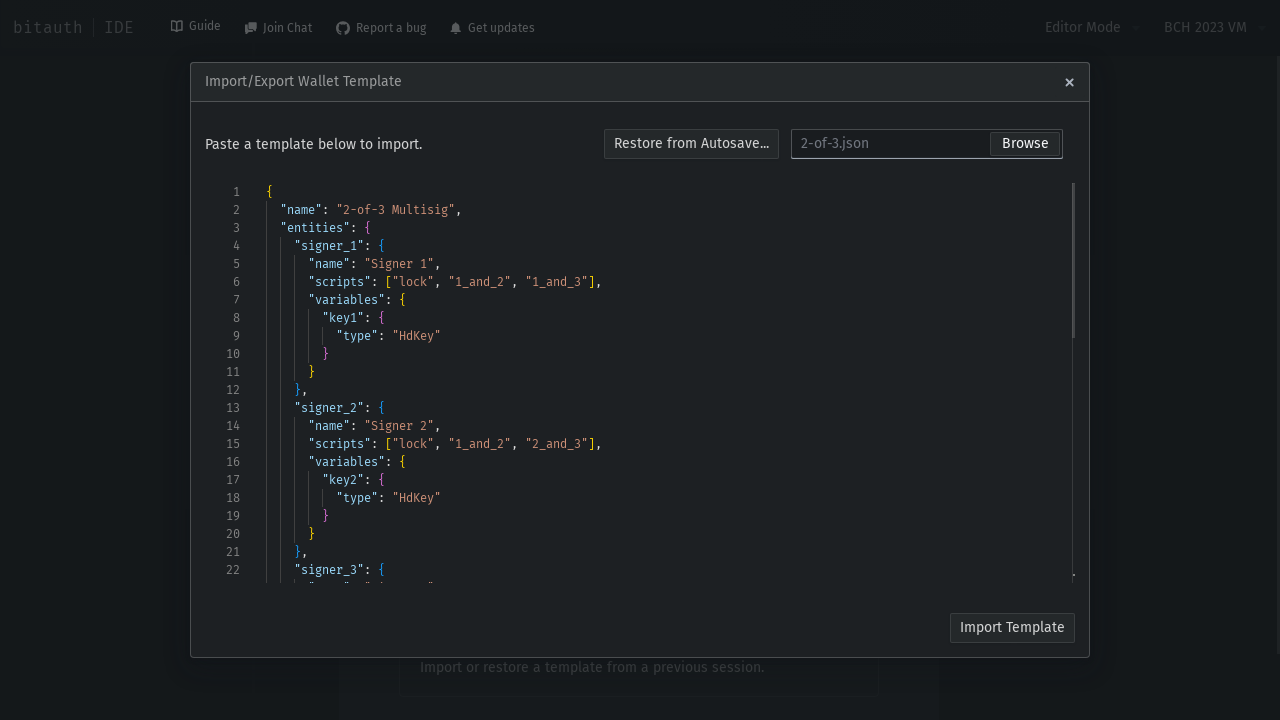 bitauth | IDE Guide Join Chat Report a bug Get updates Editor Mode BCH 2023 VM
Import/Export Wallet Template ×
Paste a template below to import. Restore from Autosave... 2-of-3.json Browse
1 {
2 "name": "2-of-3 Multisig",
3 "entities": {
4 "signer_1": {
5 "name": "Signer 1",
6 "scripts": ["lock", "1_and_2", "1_and_3"],
7 "variables": {
8 "key1": {
9 "type": "HdKey"
10 }
11 }
12 },
13 "signer_2": {
14 "name": "Signer 2",
15 "scripts": ["lock", "1_and_2", "2_and_3"],
16 "variables": {
17 "key2": {
18 "type": "HdKey"
19 }
20 }
21 },
22 "signer_3": {
Import Template
Import or restore a template from a previous session.